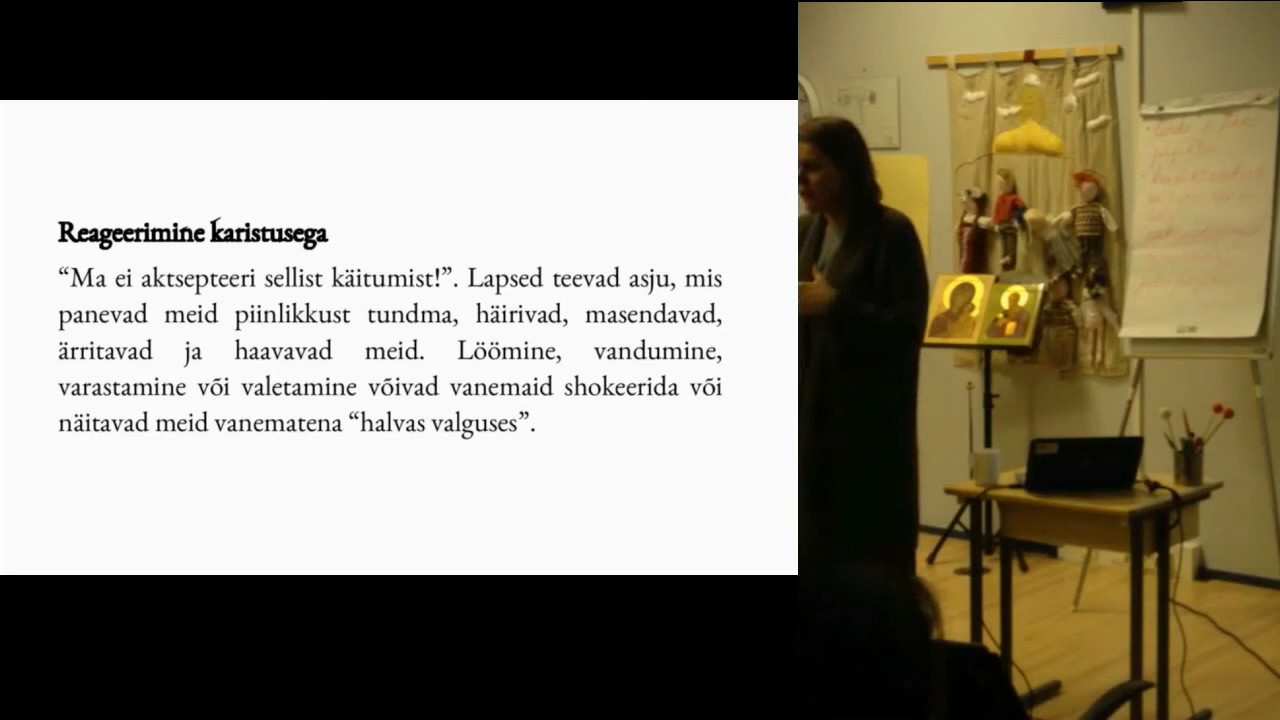 Reageerimine karistusega
“Ma ei aktsepteeri sellist käitumist!”. Lapsed teevad asju, mis
panevad meid piinlikkust tundma, häirivad, masendavad,
ärritavad ja haavavad meid. Löömine, vandumine,
varastamine või valetamine võivad vanemaid shokeerida või
näitavad meid vanematena “halvas valguses”.